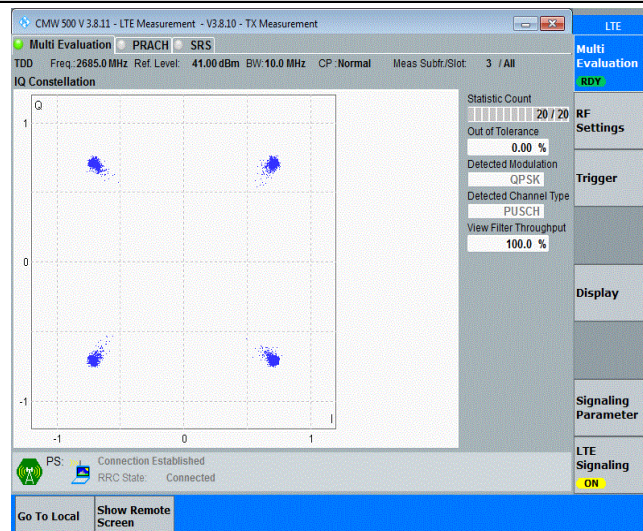 CMW 500 V 3.8.11 - LTE Measurement - V3.8.10 - TX Measurement
LTE
Multi Evaluation PRACH SRS
Multi
Evaluation
RDY
TDD Freq.:2685.0 MHz Ref. Level: 41.00 dBm BW:10.0 MHz CP :Normal Meas Subfr./Slot: 3 / All
IQ Constellation
Q
1
0
-1
-1
0
1
I
Statistic Count
20 / 20
Out of Tolerance
0.00 %
Detected Modulation
QPSK
Detected Channel Type
PUSCH
View Filter Throughput
100.0 %
RF
Settings
Trigger
Display
Signaling
Parameter
LTE
Signaling
ON
PS: Connection Established
RRC State: Connected
Go To Local
Show Remote
Screen